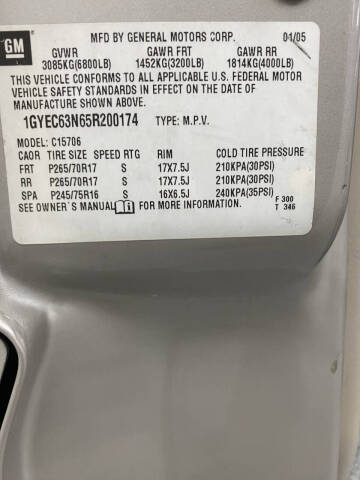 GM
MFD BY GENERAL MOTORS CORP. 01/05
GVWR GAWR FRT GAWR RR
3085KG(6800LB) 1452KG(3200LB) 1814KG(4000LB)
THIS VEHICLE CONFORMS TO ALL APPLICABLE U.S. FEDERAL MOTOR
VEHICLE SAFETY STANDARDS IN EFFECT ON THE DATE OF
MANUFACTURE SHOWN ABOVE.
1GYEC63N65R200174 TYPE: M.P.V.
MODEL: C15706
CAOR TIRE SIZE SPEED RTG RIM COLD TIRE PRESSURE
FRT P265/70R17 S 17X7.5J 210KPA(30PSI)
RR P265/70R17 S 17X7.5J 210KPA(30PSI)
SPA P245/75R16 S 16X6.5J 240KPA(35PSI)
SEE OWNER'S MANUAL i FOR MORE INFORMATION.
F 300
T 346